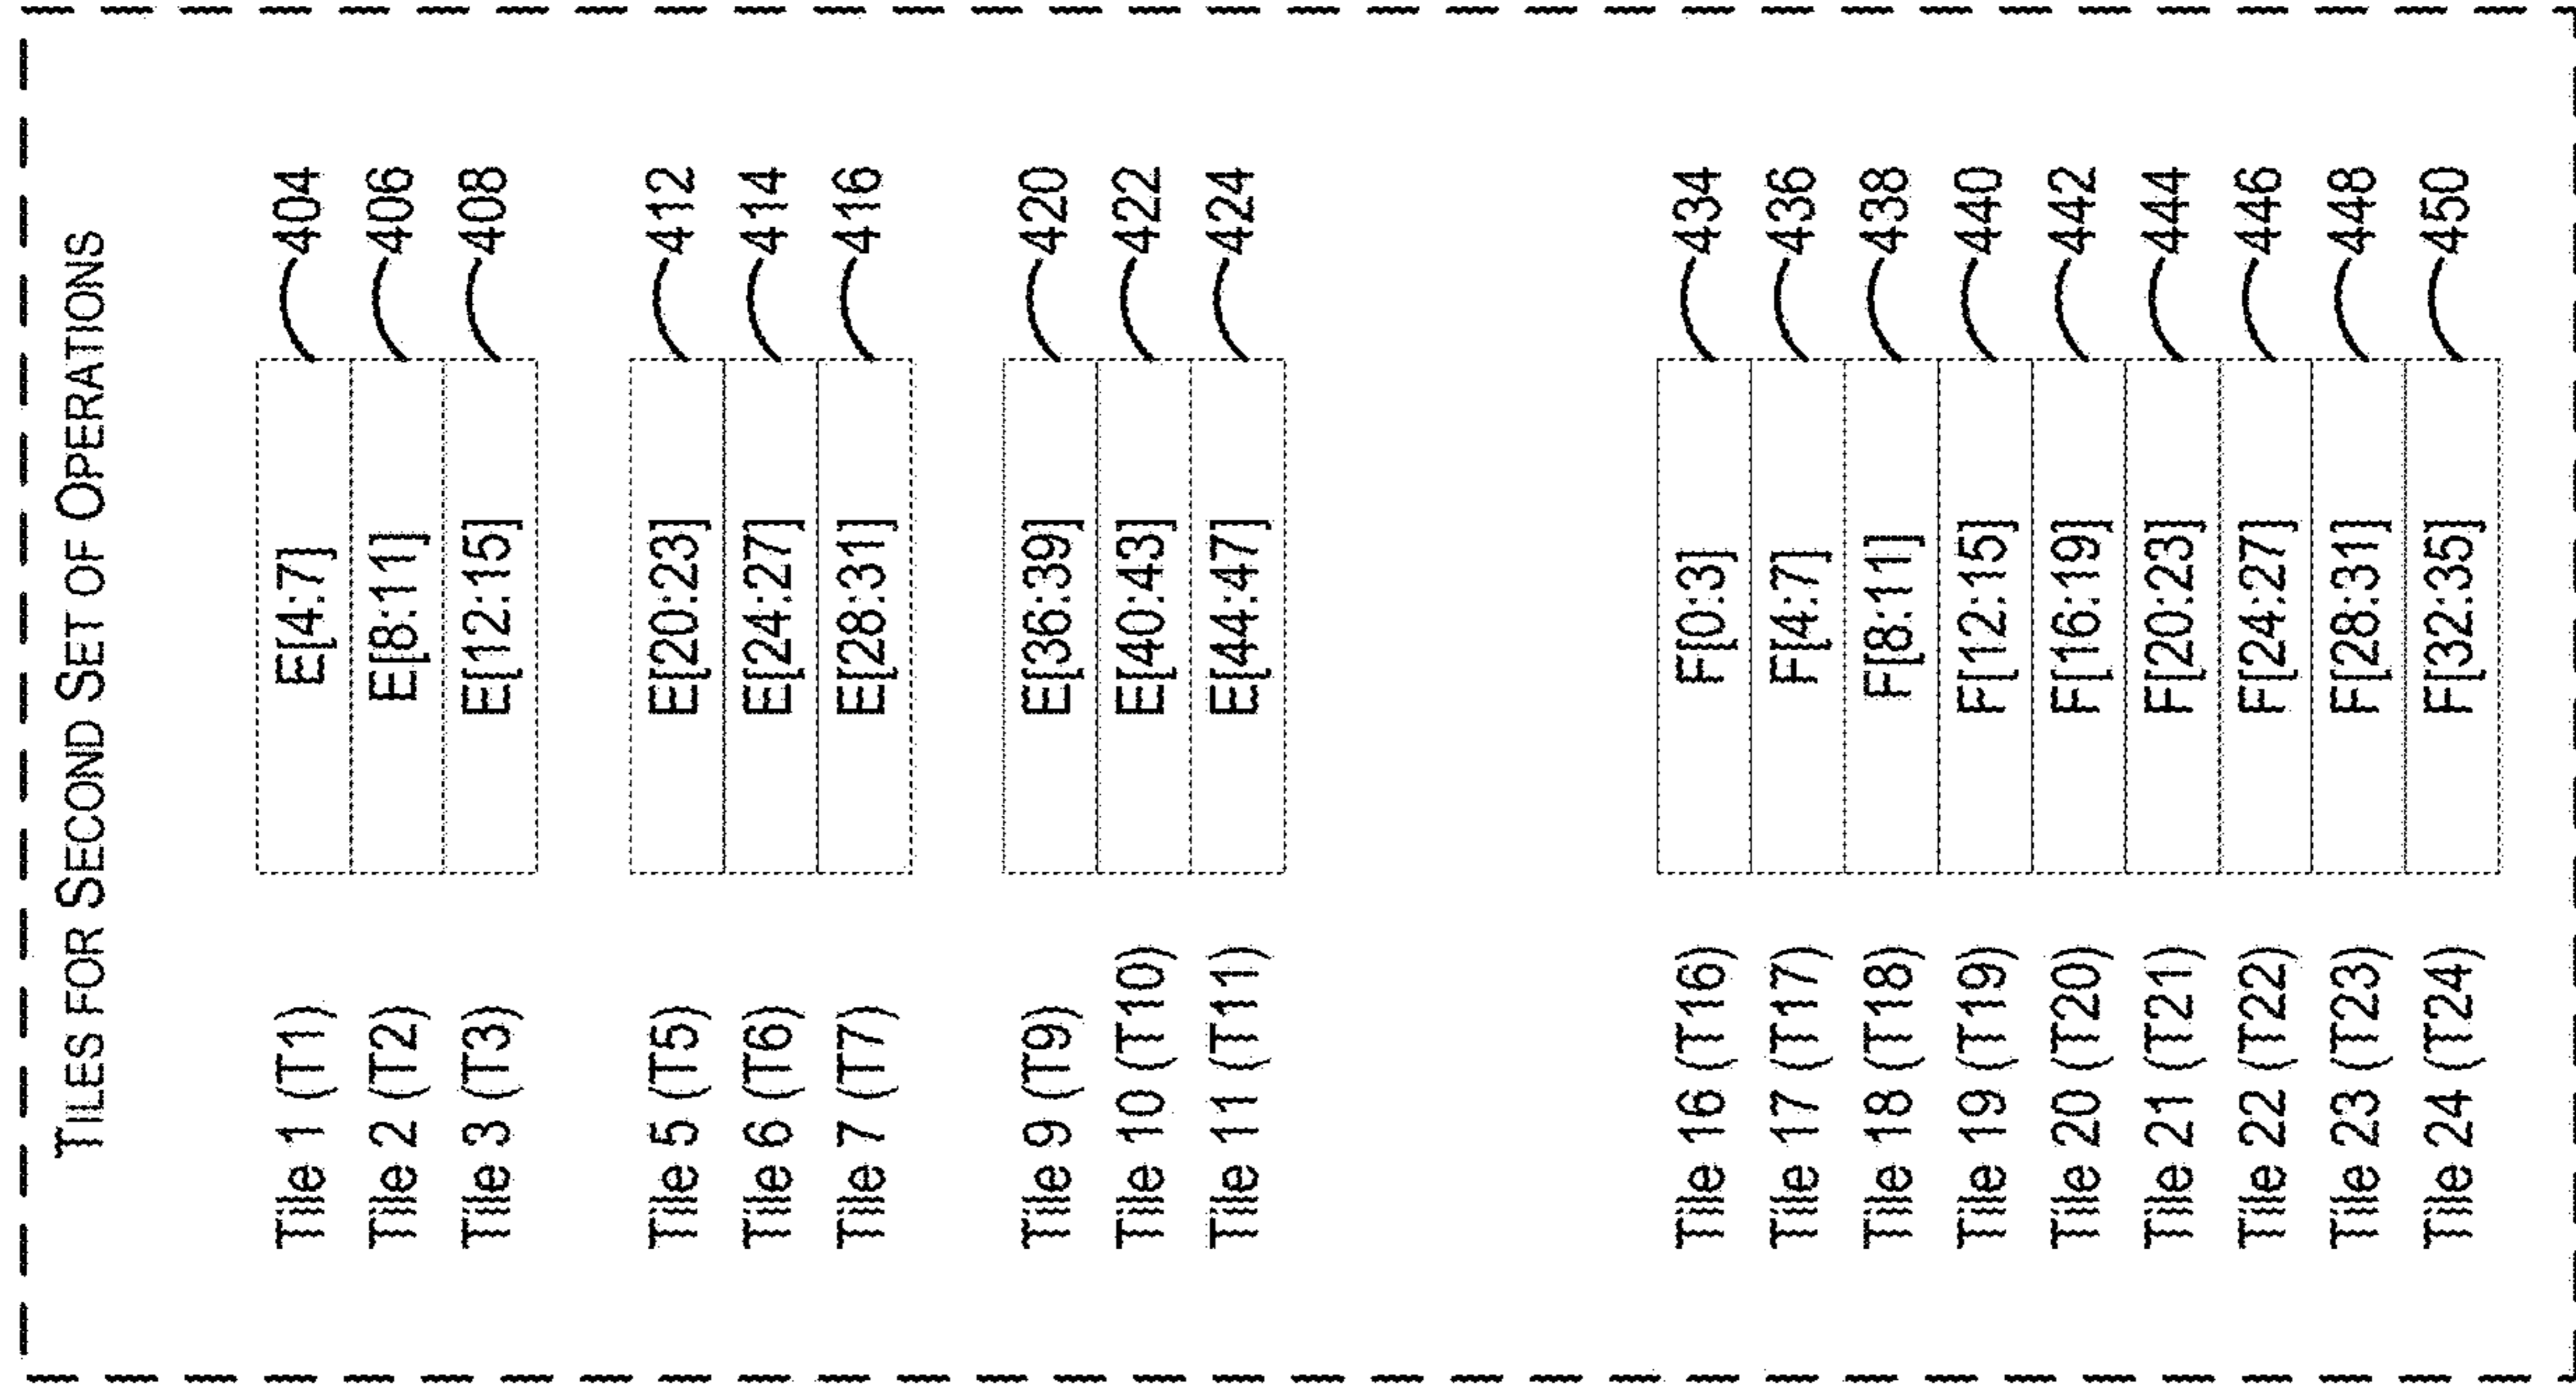 TILES FOR SECOND SET OF OPERATIONS
Tile 1 (T1) E[4:7] 404
Tile 2 (T2) E[8:11] 406
Tile 3 (T3) E[12:15] 408
Tile 5 (T5) E[20:23] 412
Tile 6 (T6) E[24:27] 414
Tile 7 (T7) E[28:31] 416
Tile 9 (T9) E[36:39] 420
Tile 10 (T10) E[40:43] 422
Tile 11 (T11) E[44:47] 424
Tile 16 (T16) F[0:3] 434
Tile 17 (T17) F[4:7] 436
Tile 18 (T18) F[8:11] 438
Tile 19 (T19) F[12:15] 440
Tile 20 (T20) F[16:19] 442
Tile 21 (T21) F[20:23] 444
Tile 22 (T22) F[24:27] 446
Tile 23 (T23) F[28:31] 448
Tile 24 (T24) F[32:35] 450